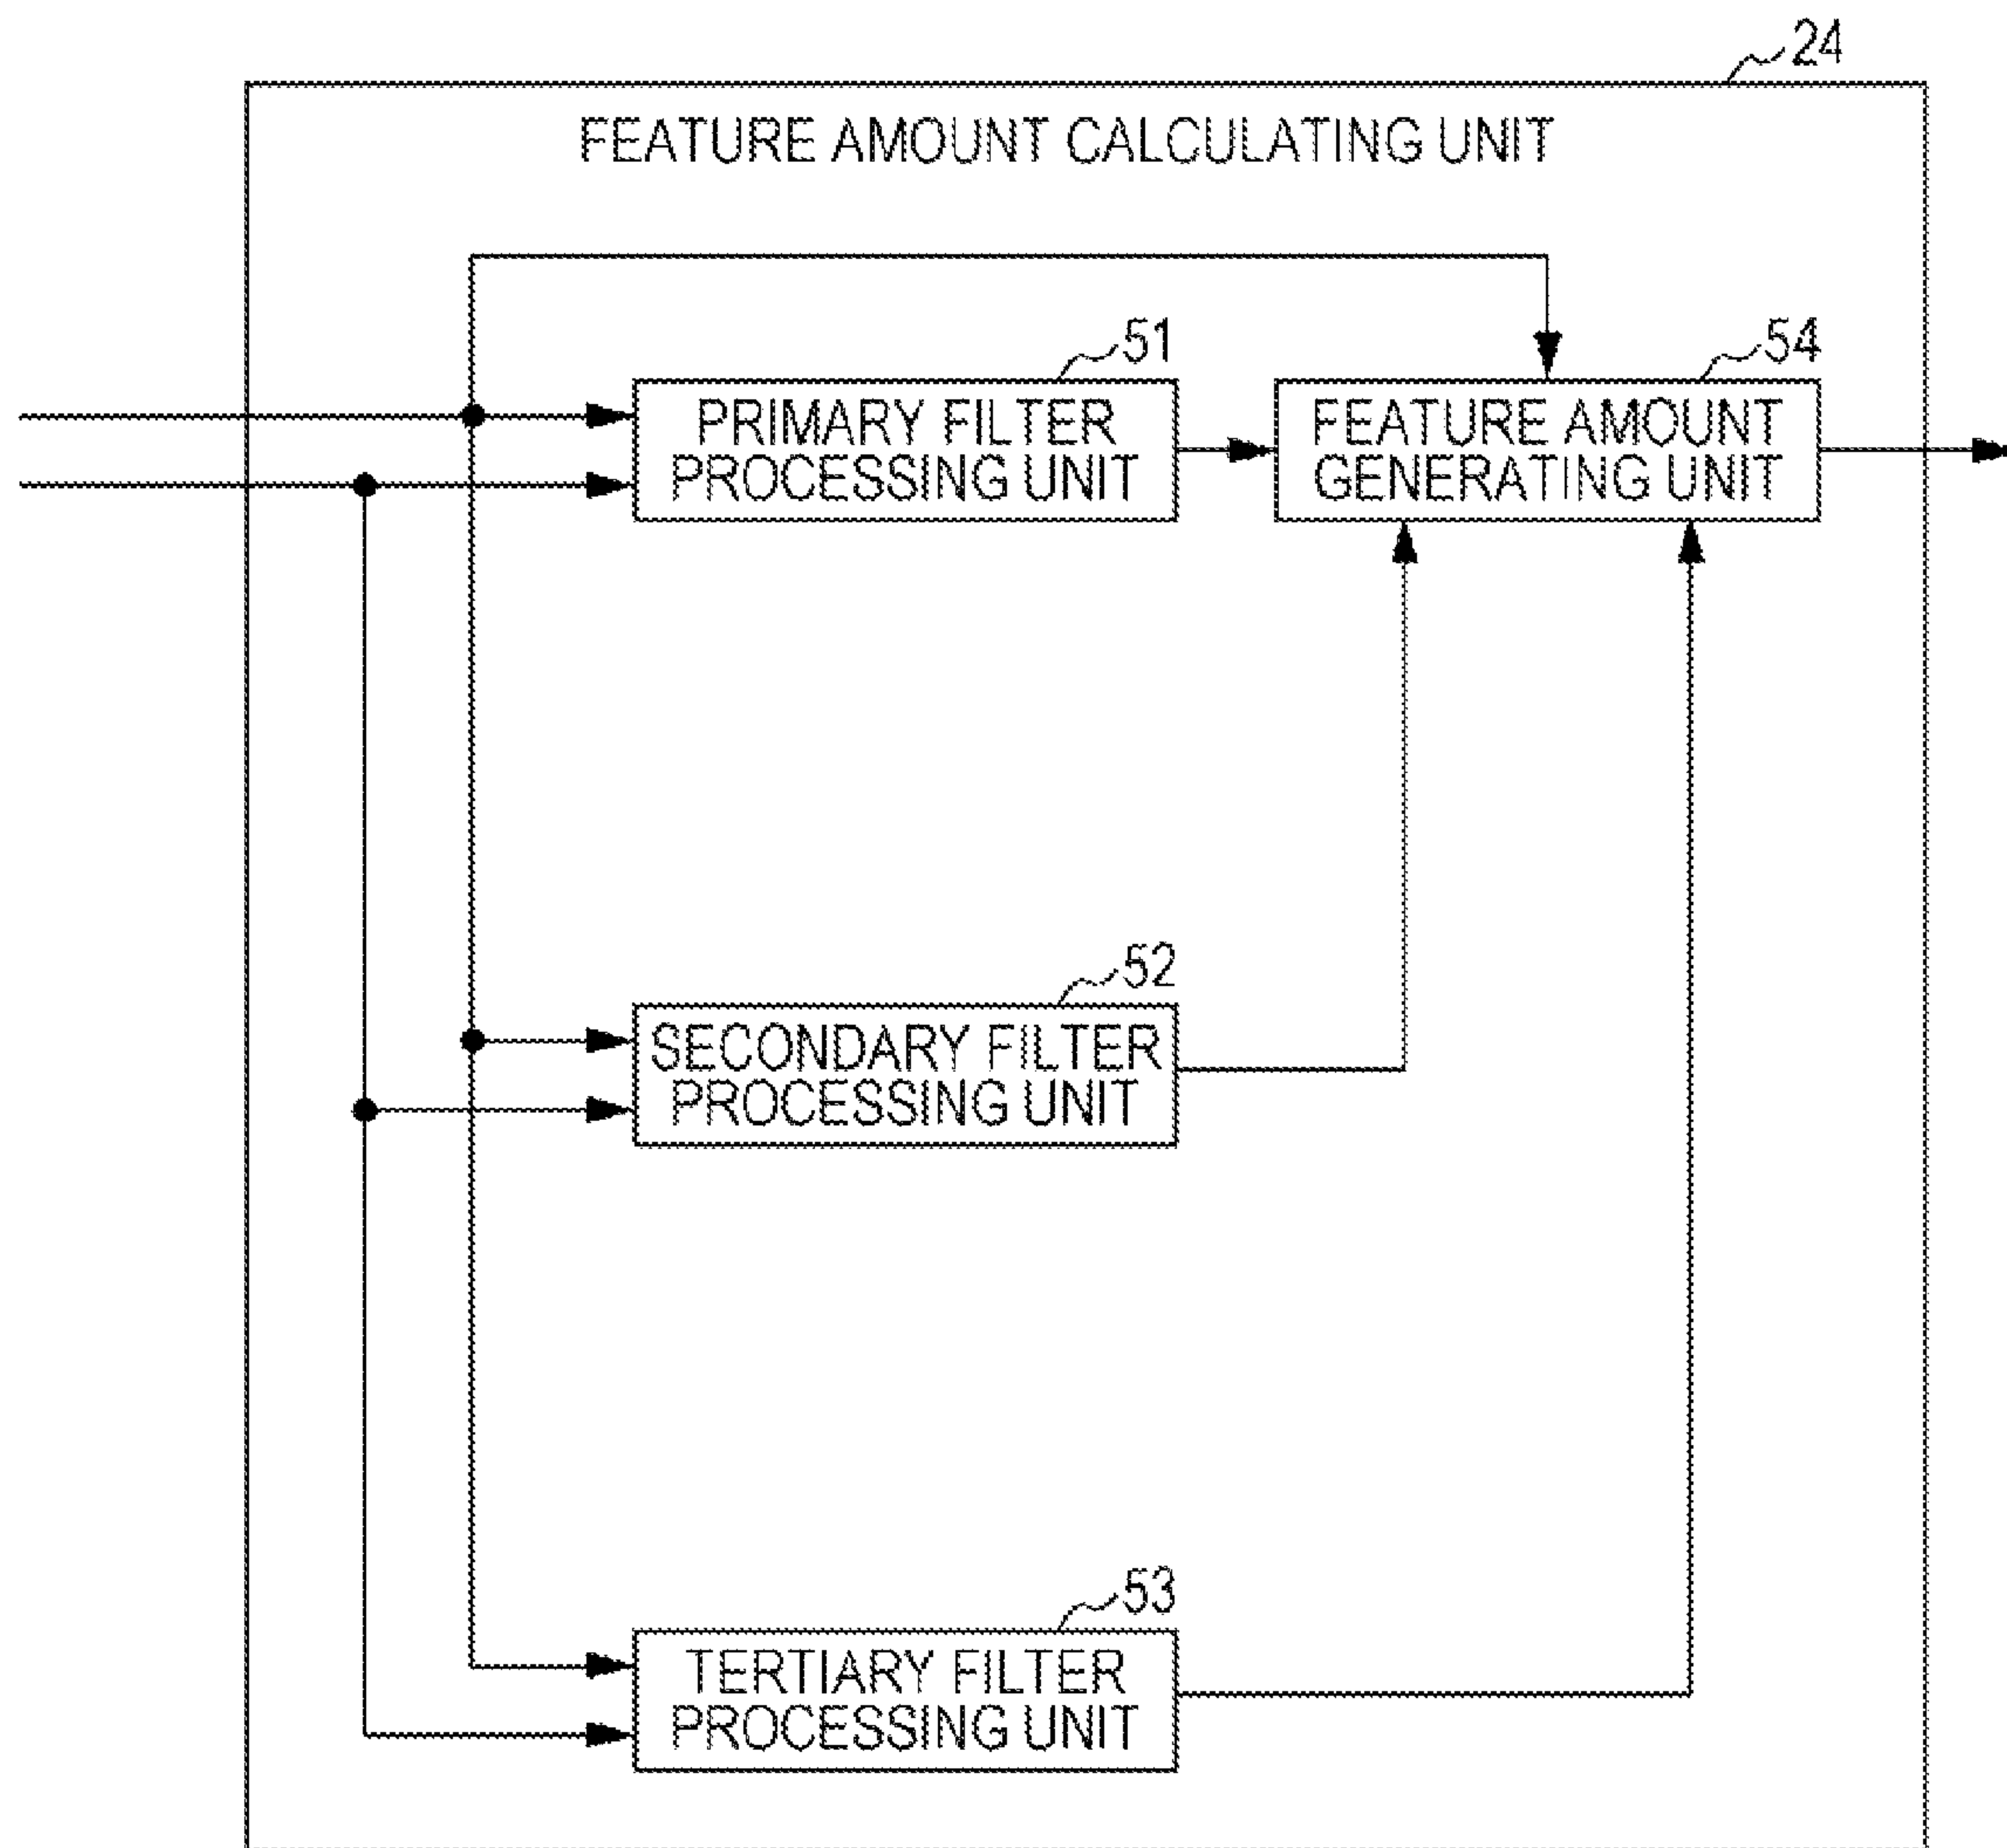 24
FEATURE AMOUNT CALCULATING UNIT
51
PRIMARY FILTER
PROCESSING UNIT
54
FEATURE AMOUNT
GENERATING UNIT
52
SECONDARY FILTER
PROCESSING UNIT
53
TERTIARY FILTER
PROCESSING UNIT